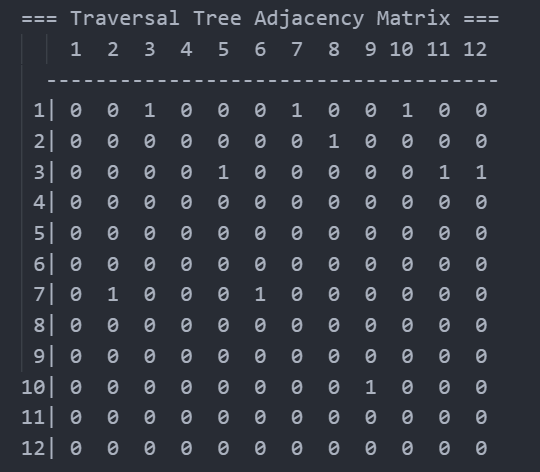 === Traversal Tree Adjacency Matrix ===
1 2 3 4 5 6 7 8 9 10 11 12
-------------------------------------
1| 0 0 1 0 0 0 1 0 0 1 0 0
2| 0 0 0 0 0 0 0 1 0 0 0 0
3| 0 0 0 0 1 0 0 0 0 0 1 1
4| 0 0 0 0 0 0 0 0 0 0 0 0
5| 0 0 0 0 0 0 0 0 0 0 0 0
6| 0 0 0 0 0 0 0 0 0 0 0 0
7| 0 1 0 0 0 1 0 0 0 0 0 0
8| 0 0 0 0 0 0 0 0 0 0 0 0
9| 0 0 0 0 0 0 0 0 0 0 0 0
10| 0 0 0 0 0 0 0 0 1 0 0 0
11| 0 0 0 0 0 0 0 0 0 0 0 0
12| 0 0 0 0 0 0 0 0 0 0 0 0